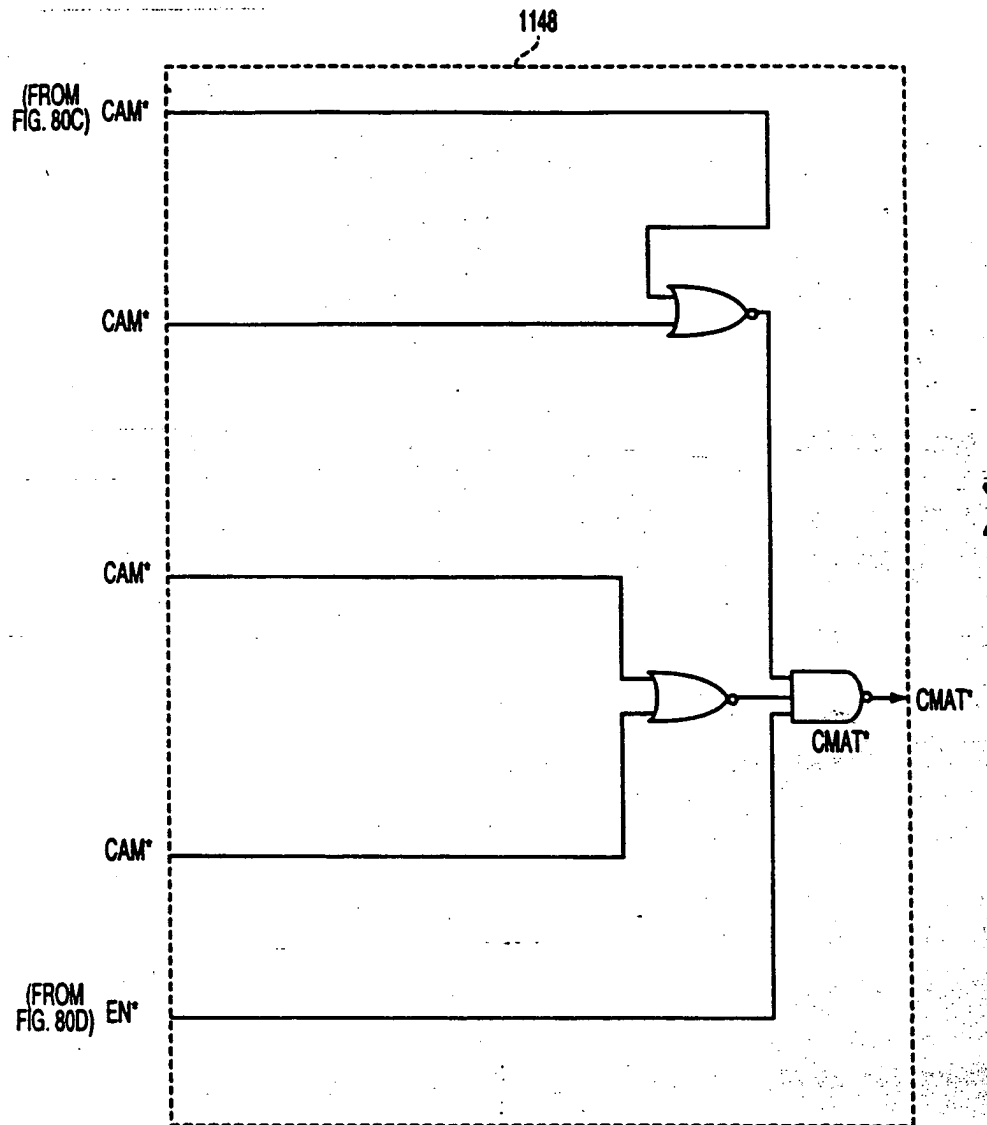 1148
(FROM
FIG. 80C) CAM*
CAM*
CAM*
CMAT*
CMAT*
CAM*
(FROM
FIG. 80D) EN*